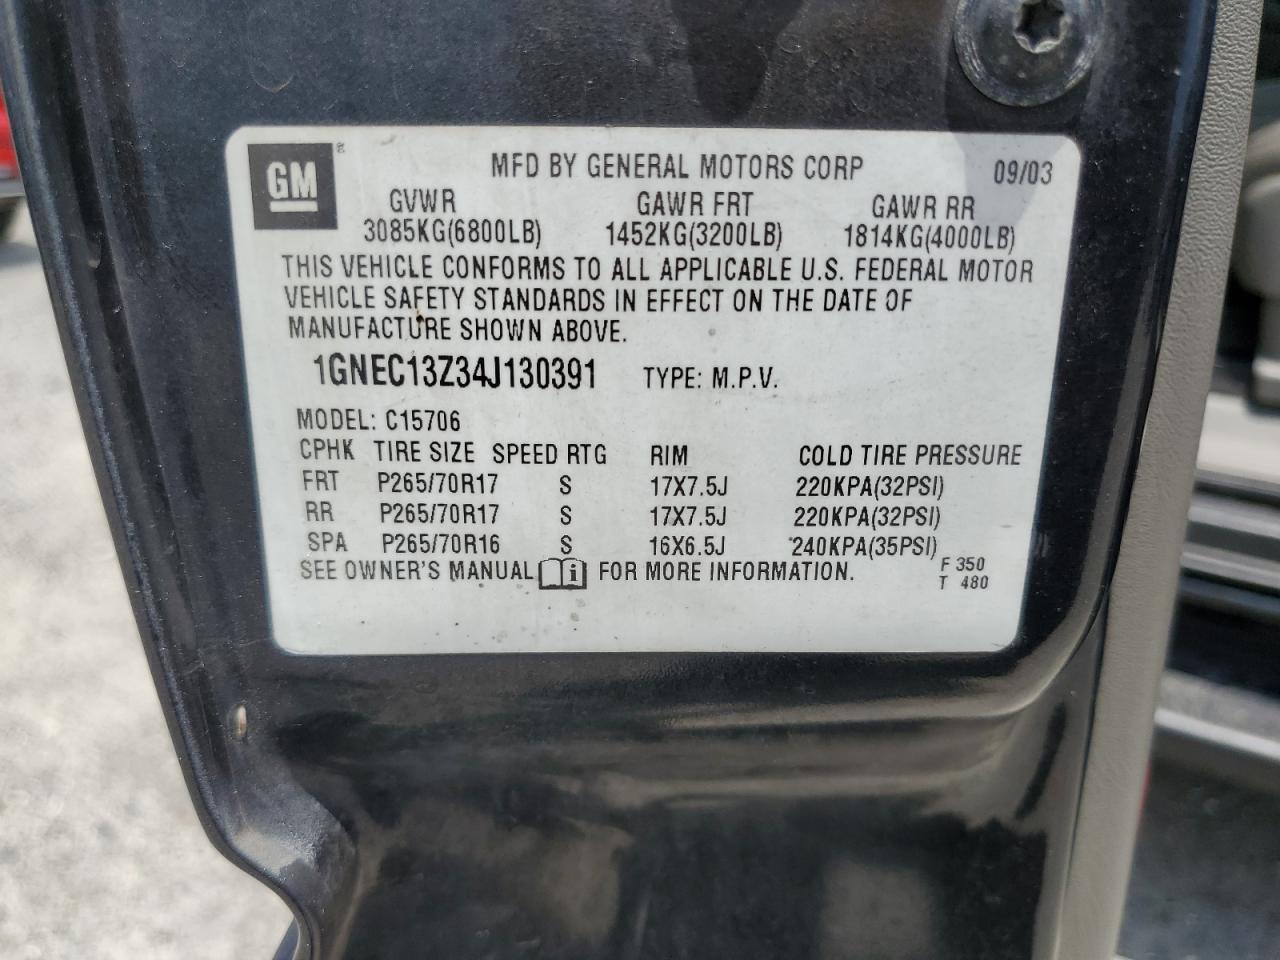 GM®
MFD BY GENERAL MOTORS CORP 09/03
GVWR GAWR FRT GAWR RR
3085KG(6800LB) 1452KG(3200LB) 1814KG(4000LB)
THIS VEHICLE CONFORMS TO ALL APPLICABLE U.S. FEDERAL MOTOR
VEHICLE SAFETY STANDARDS IN EFFECT ON THE DATE OF
MANUFACTURE SHOWN ABOVE.
1GNEC13Z34J130391 TYPE: M.P.V.
MODEL: C15706
CPHK TIRE SIZE SPEED RTG RIM COLD TIRE PRESSURE
FRT P265/70R17 S 17X7.5J 220KPA(32PSI)
RR P265/70R17 S 17X7.5J 220KPA(32PSI)
SPA P265/70R16 S 16X6.5J 240KPA(35PSI)
SEE OWNER'S MANUAL i FOR MORE INFORMATION. F 350
T 480